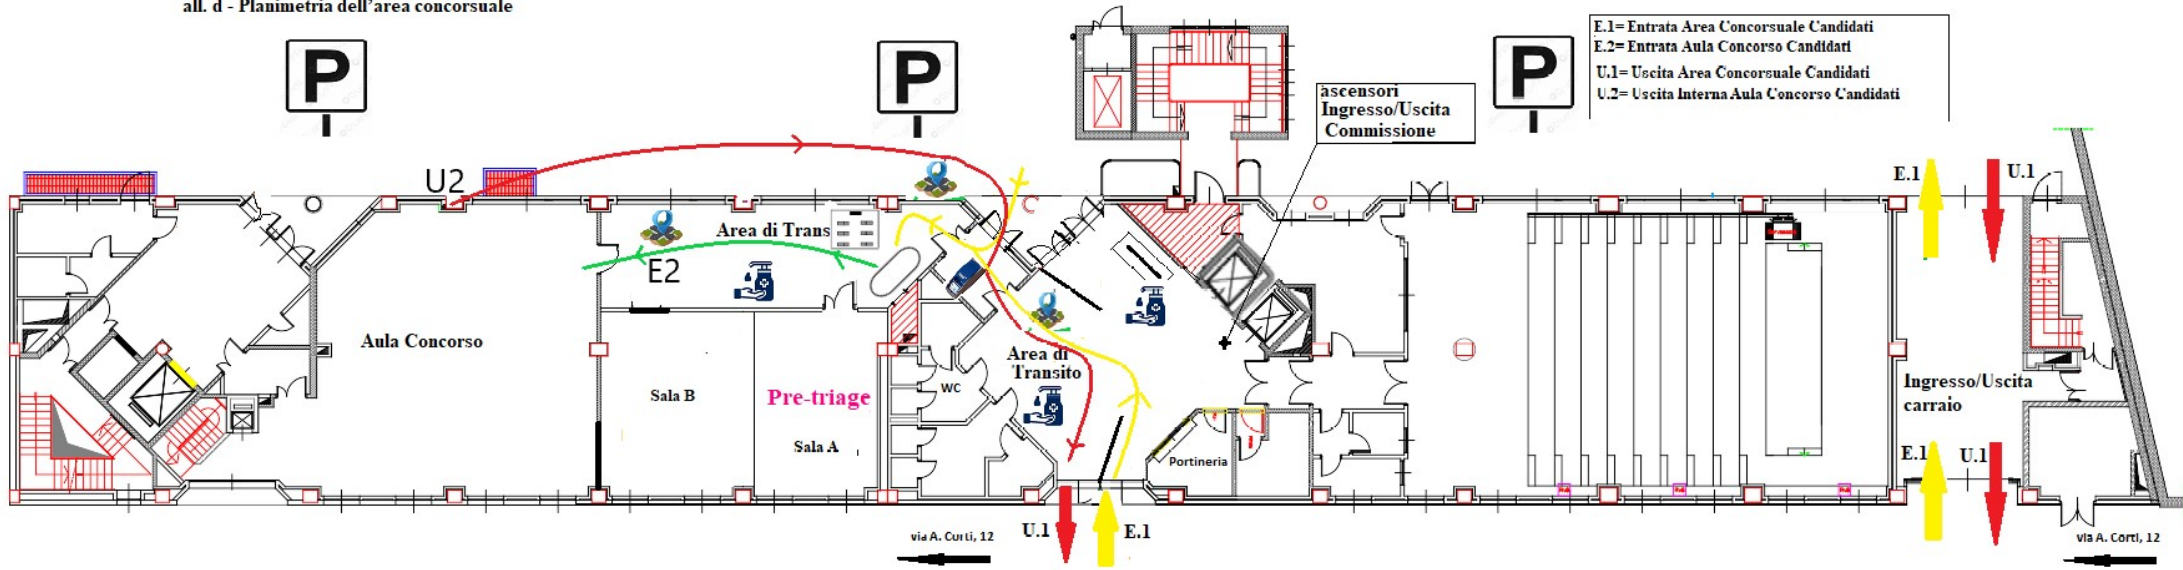 all. d - Planimetria dell'area concorsuale
P
P
P
E.1= Entrata Area Concorsuale Candidati
E.2= Entrata Aula Concorso Candidati
U.1= Uscita Area Concorsuale Candidati
U.2= Uscita Interna Aula Concorso Candidati
ascensori
Ingresso/Uscita
Commissione
U2
E.1
U.1
Area di Trans
E2
Aula Concorso
Area di
Transito
Sala B
Pre-triage
WC
Sala A
Portineria
Ingresso/Uscita
carraio
E.1
U.1
U.1
E.1
via A. Corti, 12
via A. Corti, 12